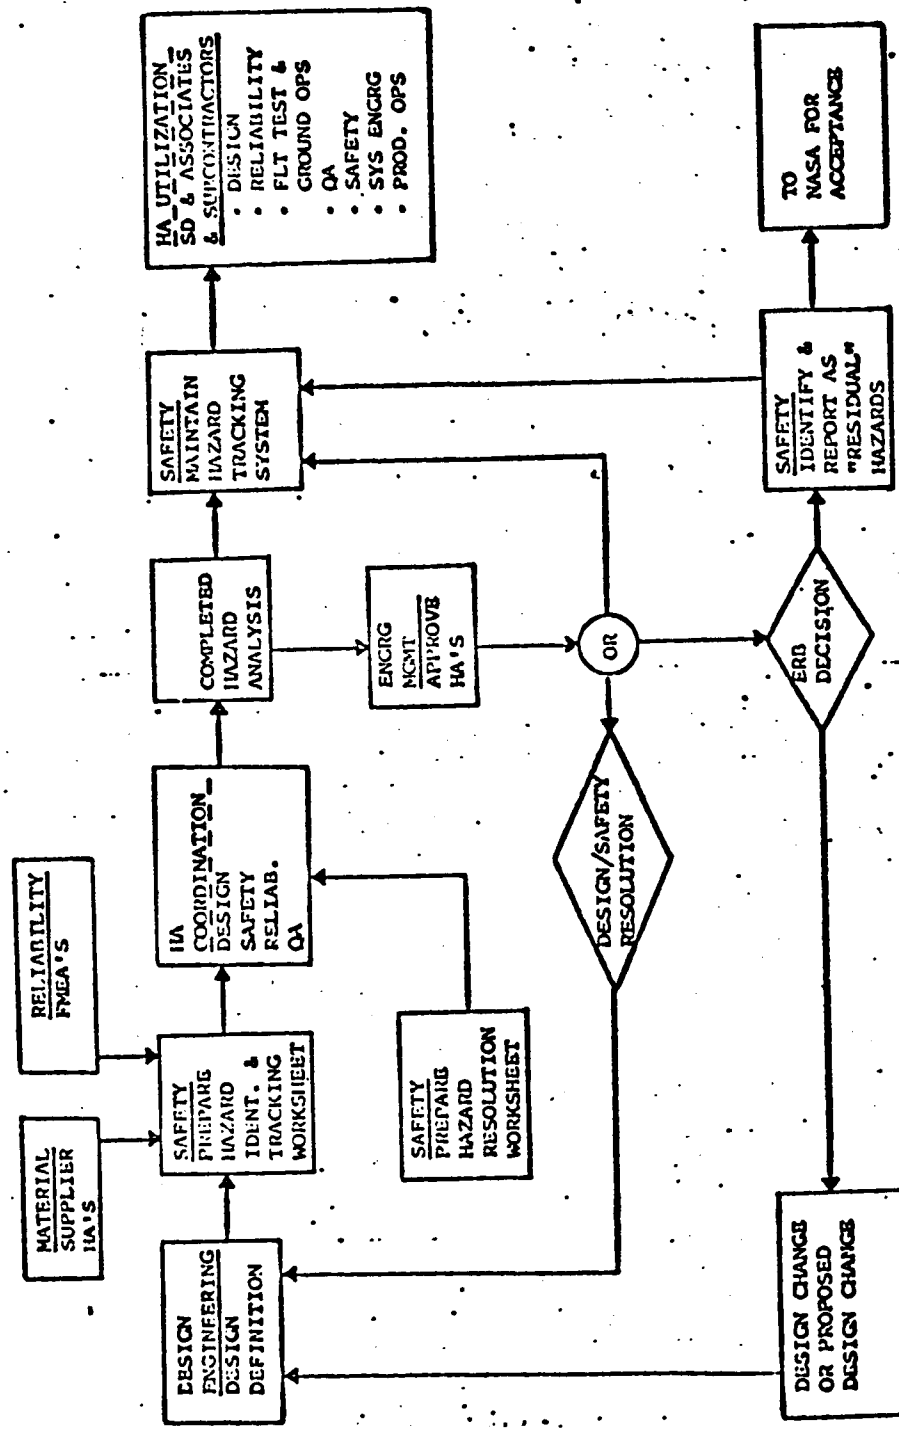 MATERIAL
SUPPLIER
HA'S
RELIABILITY
FMEA'S
DESIGN
ENGINEERING
DESIGN
DEFINITION
SAFETY
PREPARE
HAZARD
IDENT. &
TRACKING
WORKSHEET
HA
COORDINATION
DESIGN
SAFETY
RELIAB.
QA
COMPLETED
HAZARD
ANALYSIS
SAFETY
MAINTAIN
HAZARD
TRACKING
SYSTEM
HA UTILIZATION
SD & ASSOCIATES
& SUBCONTRACTORS
• DESIGN
• RELIABILITY
• FLT TEST &
GROUND OPS
• QA
• SAFETY
• SYS ENGRG
• PROD. OPS
SAFETY
PREPARE
HAZARD
RESOLUTION
WORKSHEET
ENGRG
MGMT
APPROVE
HA'S
DESIGN/SAFETY
RESOLUTION
OR
DESIGN CHANGE
OR PROPOSED
DESIGN CHANGE
ERB
DECISION
SAFETY
IDENTIFY &
REPORT AS
"RESIDUAL"
HAZARDS
TO
NASA FOR
ACCEPTANCE